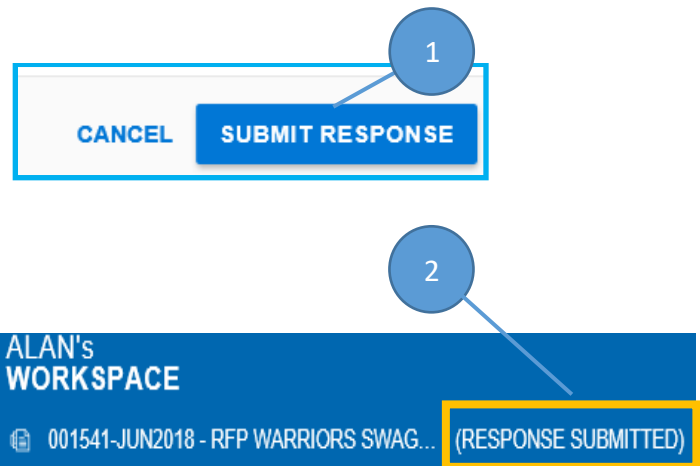 1
CANCEL SUBMIT RESPONSE
2
ALAN's
WORKSPACE
001541-JUN2018 - RFP WARRIORS SWAG... (RESPONSE SUBMITTED)